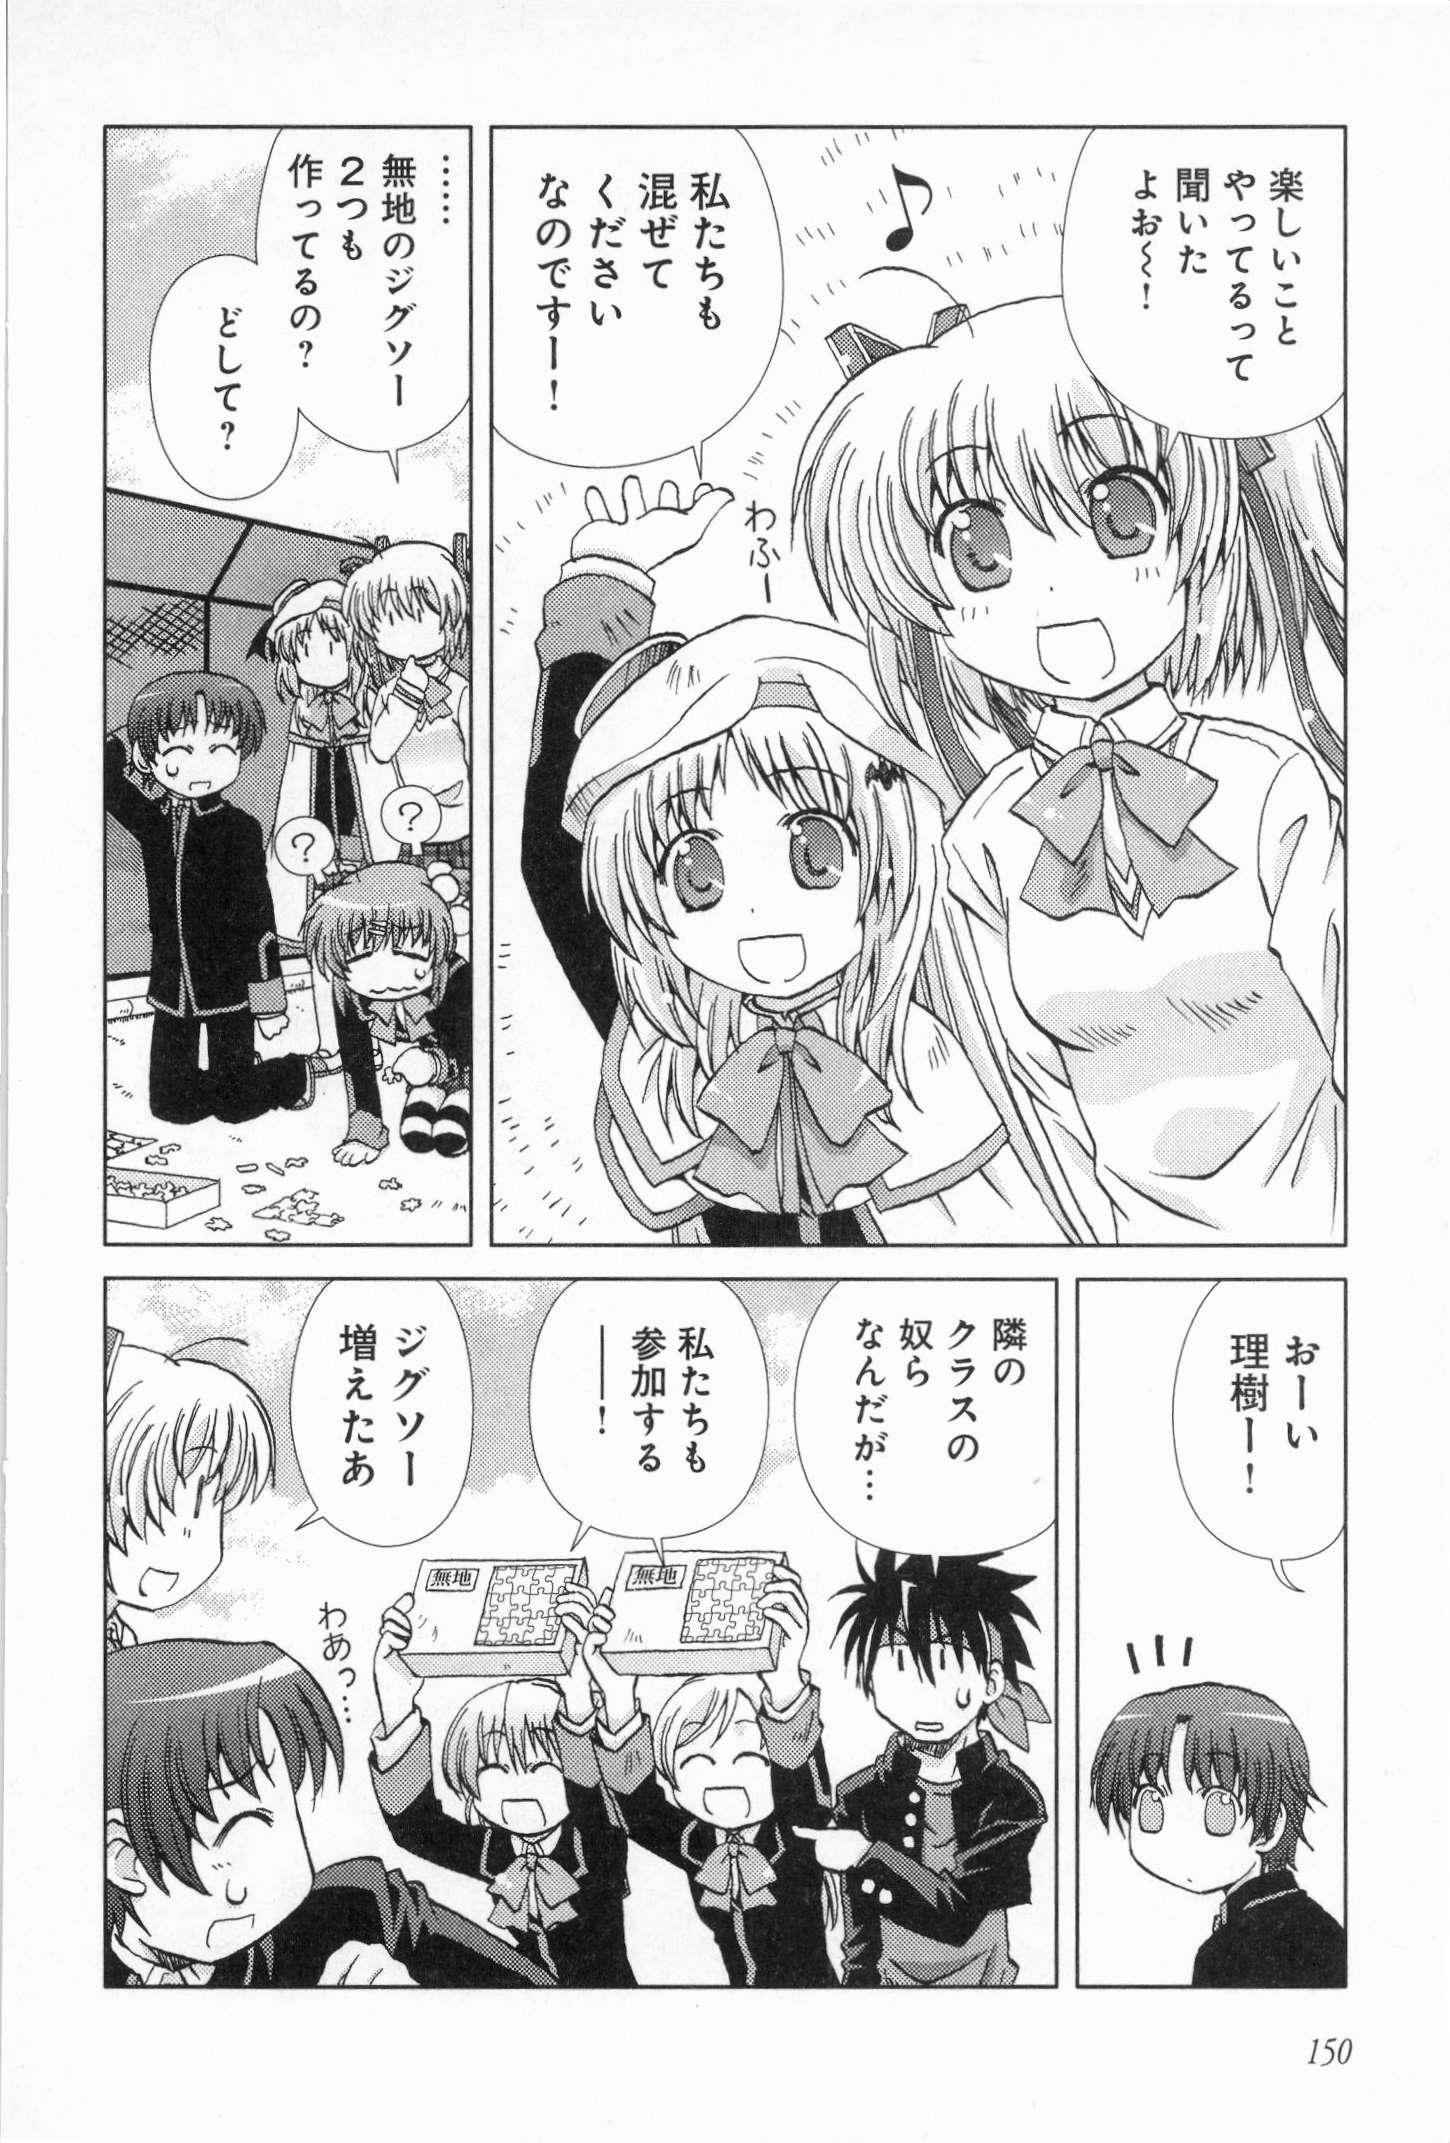 楽しいこと
やってるって
聞いた
よぉ～！
私たちも
混ぜて
ください
なのですー！
わふー
……
無地のジグソー
2つも
作ってるの？
どして？
？
？
おーい
理樹ー！
隣の
クラスの
奴ら
なんだが…
私たちも
参加する
――！
無地
無地
ジグソー
増えたぁ
わあっ…
150